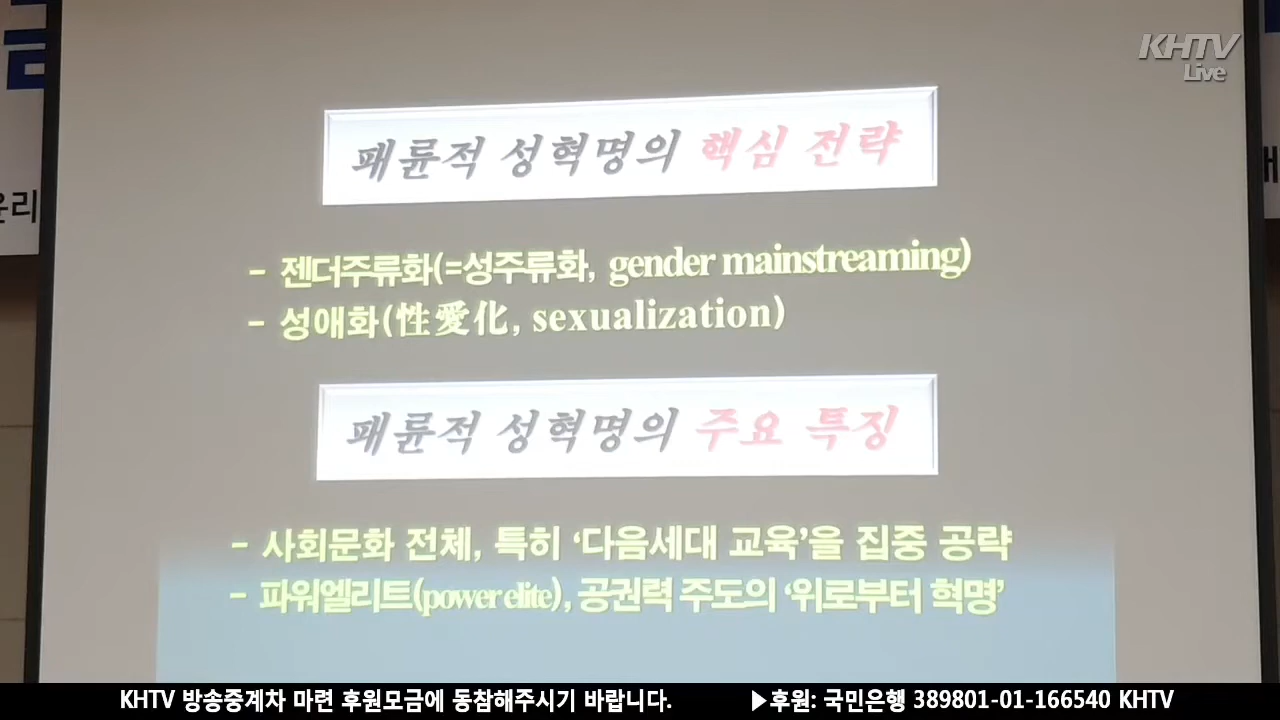 KHTV
Live
패륜적 성혁명의 핵심 전략
- 젠더주류화(=성주류화, gender mainstreaming)
- 성애화(性愛化, sexualization)
패륜적 성혁명의 주요 특징
- 사회문화 전체, 특히 ‘다음세대 교육’을 집중 공략
- 파워엘리트(power elite), 공권력 주도의 ‘위로부터 혁명’
KHTV 방송중계차 마련 후원모금에 동참해주시기 바랍니다. ▶후원: 국민은행 389801-01-166540 KHTV